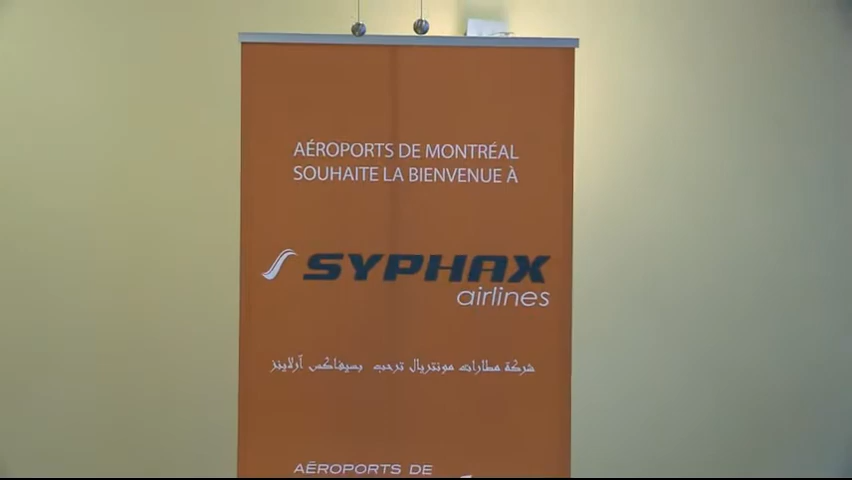 AÉROPORTS DE MONTRÉAL
SOUHAITE LA BIENVENUE À
SYPHAX
airlines
شركة مطارات مونتريال ترحب بسيفاكس آرلاينز
AÉROPORTS DE